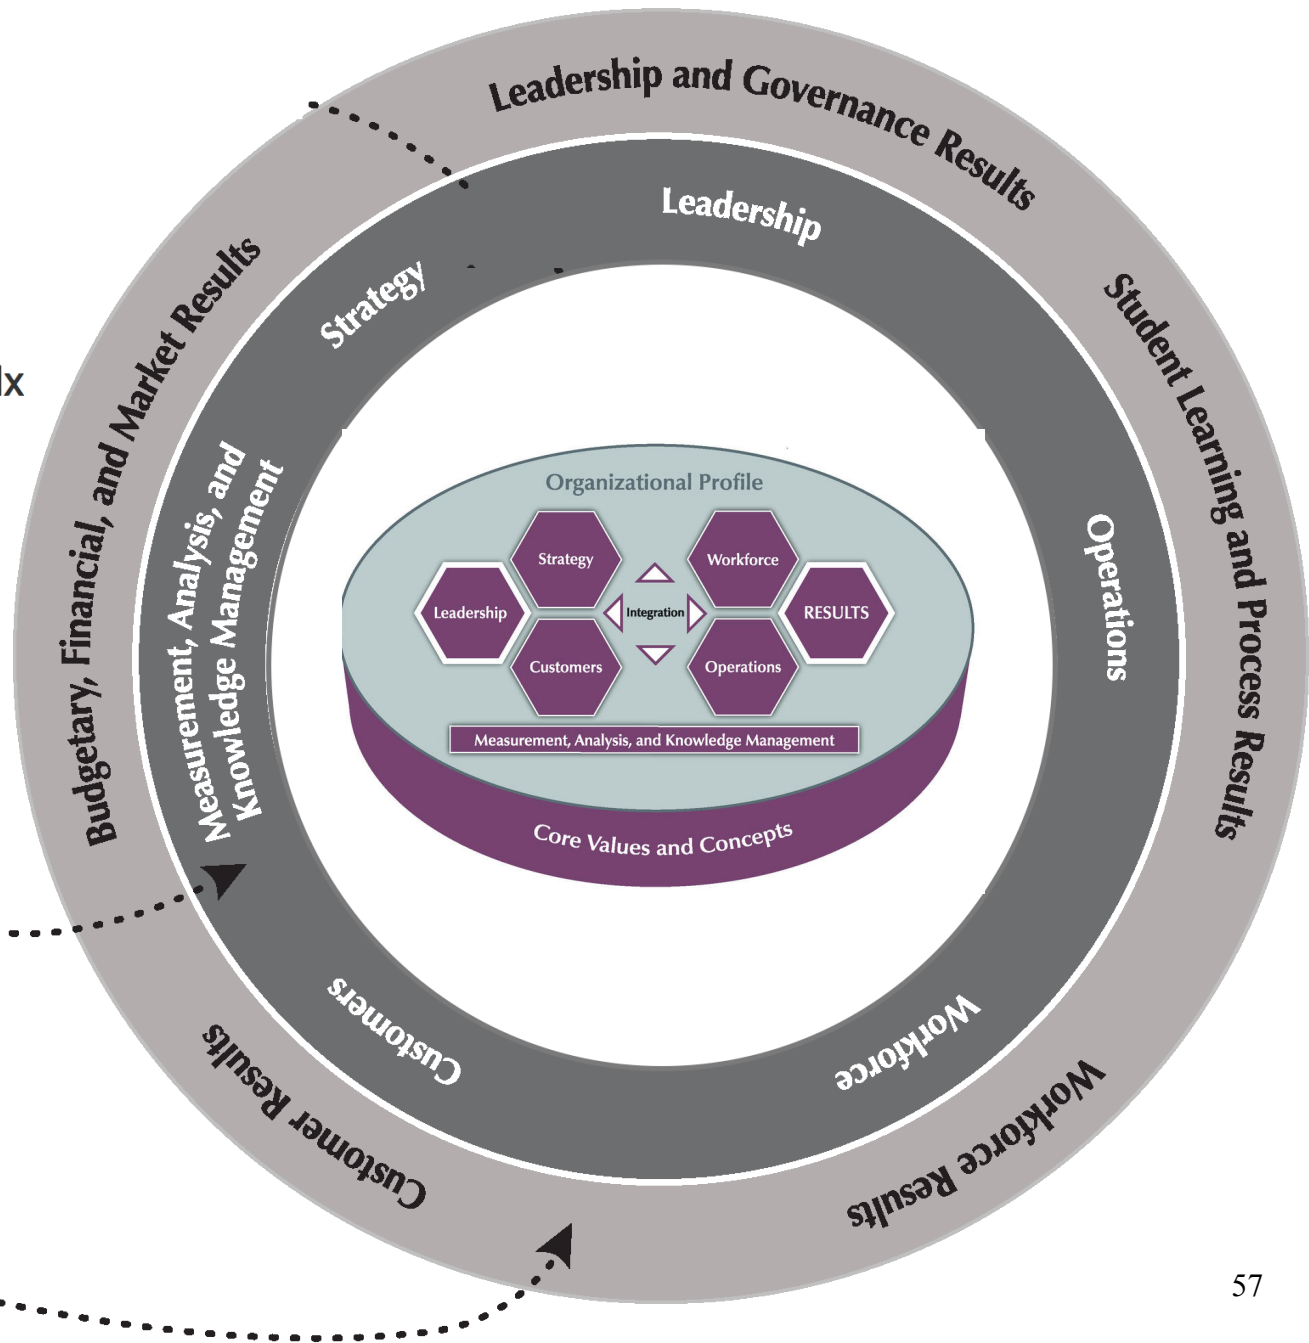 Leadership and Governance Results
Leadership
Strategy
Budgetary, Financial, and Market Results
Measurement, Analysis, and
Knowledge Management
Student Learning and Process Results
Operations
Organizational Profile
Strategy
Workforce
Leadership
Integration
RESULTS
Customers
Operations
Measurement, Analysis, and Knowledge Management
Core Values and Concepts
Customers
Workforce
Customer Results
Workforce Results
57